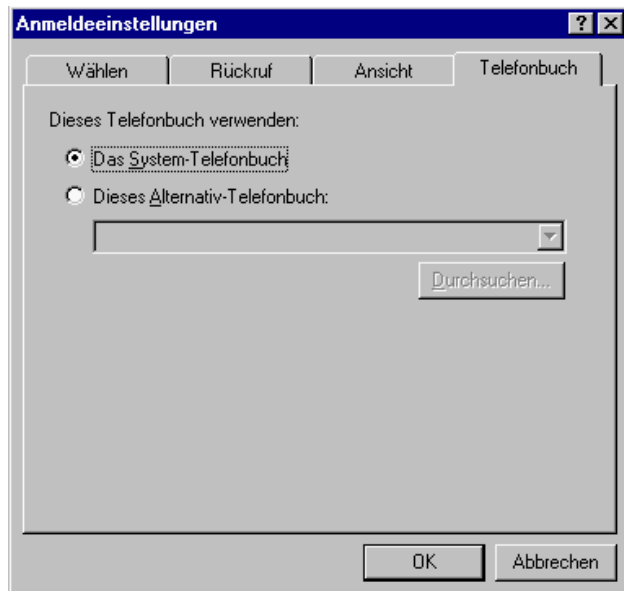 Anmeldeeinstellungen
Wählen Rückruf Ansicht Telefonbuch
Dieses Telefonbuch verwenden:
Das System-Telefonbuch
Dieses Alternativ-Telefonbuch:
Durchsuchen...
OK Abbrechen